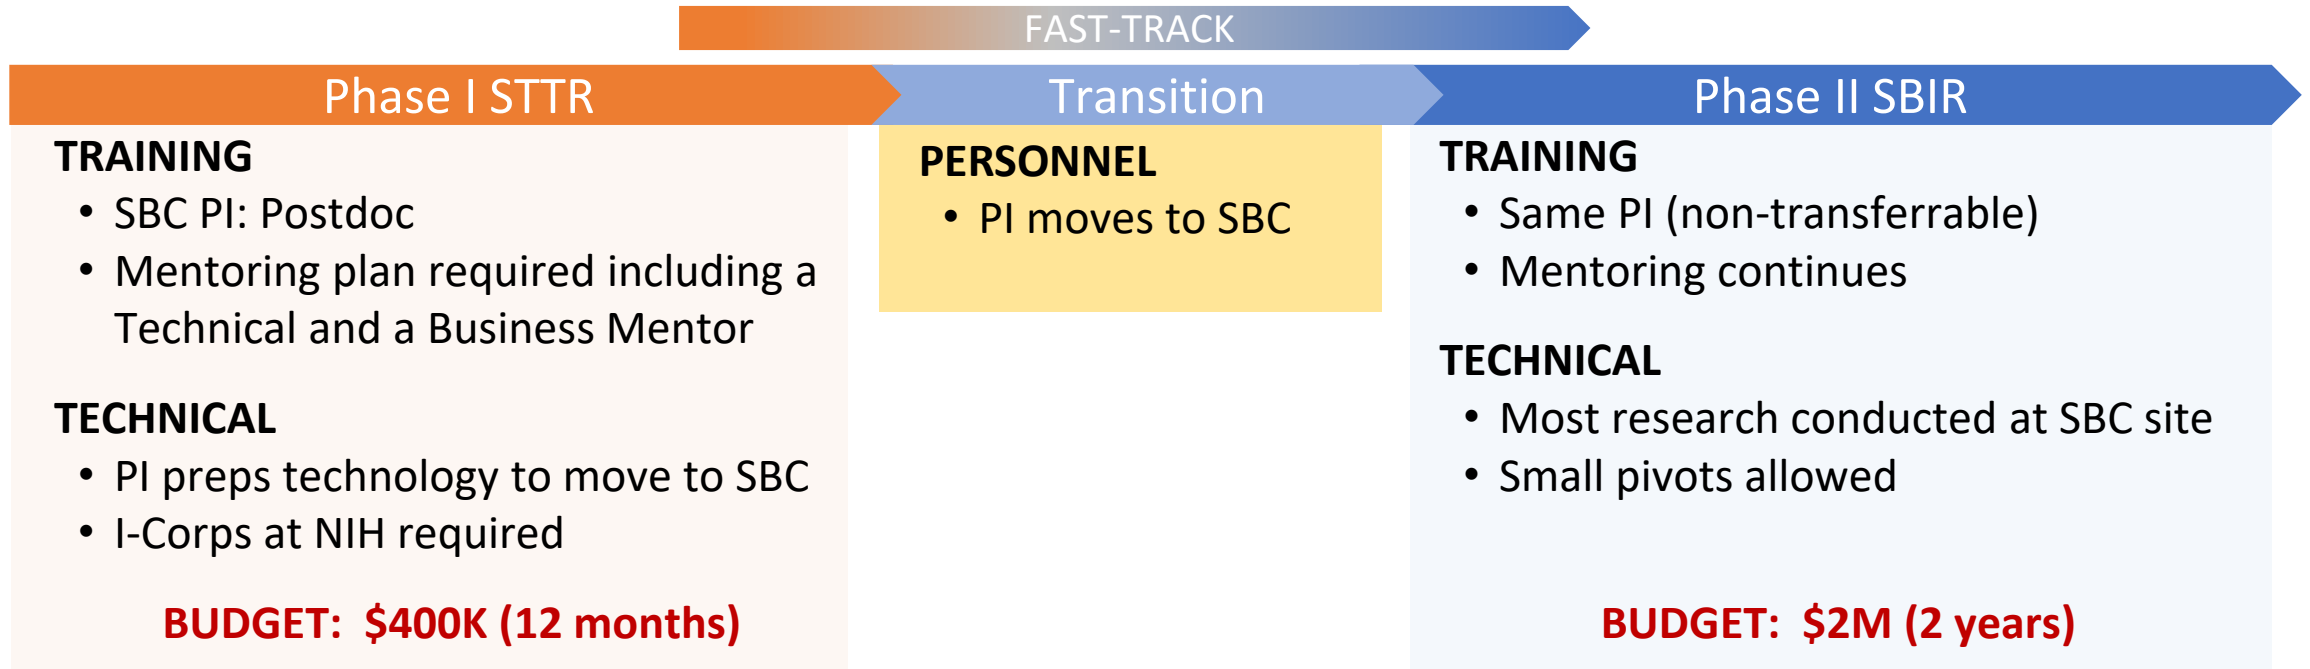 FAST-TRACK
Phase I STTR
Transition
Phase II SBIR
TRAINING
• SBC PI: Postdoc
• Mentoring plan required including a
Technical and a Business Mentor
TECHNICAL
• PI preps technology to move to SBC
• I-Corps at NIH required
BUDGET: $400K (12 months)
PERSONNEL
• PI moves to SBC
TRAINING
• Same PI (non-transferrable)
• Mentoring continues
TECHNICAL
• Most research conducted at SBC site
• Small pivots allowed
BUDGET: $2M (2 years)